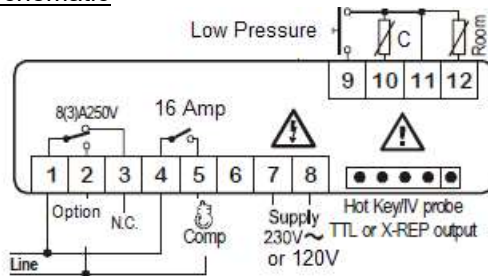 Schematic
Low Pressure
C
Room
9 10 11 12
8(3)A250V
16 Amp
1 2 3 4 5 6 7 8
Option
N.C.
Comp
Supply
230V~
or 120V
Hot Key/IV probe
TTL or X-REP output
Line